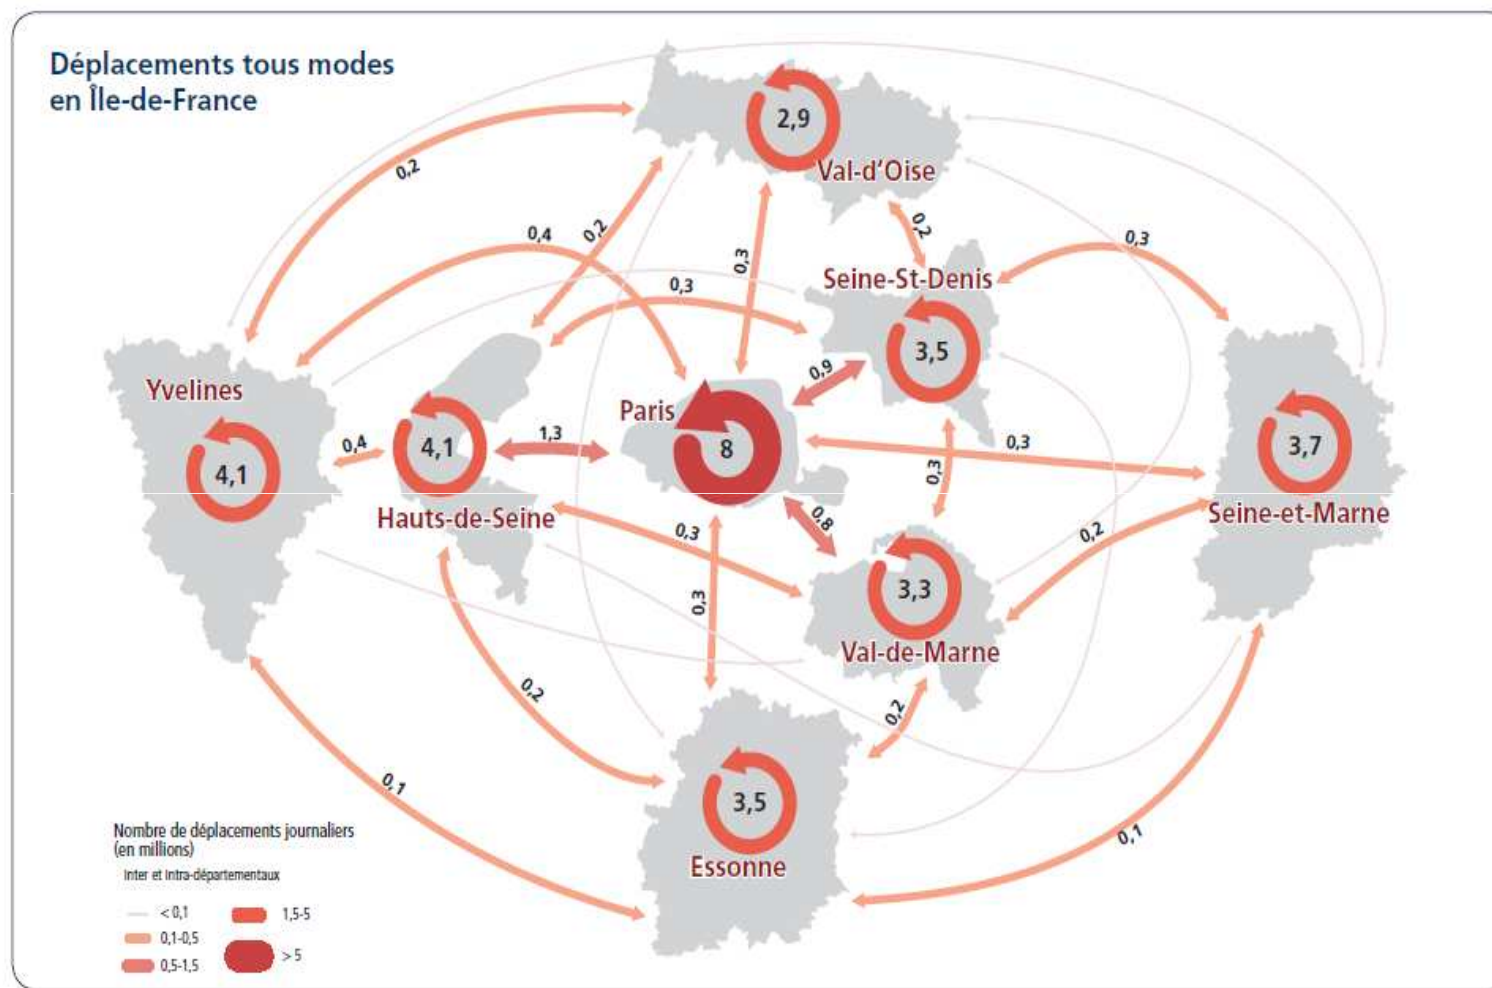 Déplacements tous modes
en Île-de-France
2,9
Val-d'Oise
0,2
0,2
0,4
0,3
0,2
0,3
Seine-St-Denis
0,3
3,5
0,9
Yvelines
4,1
0,4
4,1
Hauts-de-Seine
1,3
Paris
8
0,3
0,3
3,7
Seine-et-Marne
0,8
0,3
0,2
0,3
3,3
Val-de-Marne
0,2
0,2
0,1
3,5
Essonne
0,1
Nombre de déplacements journaliers
(en millions)
Inter et Intra-départementaux
< 0,1
1,5-5
0,1-0,5
> 5
0,5-1,5